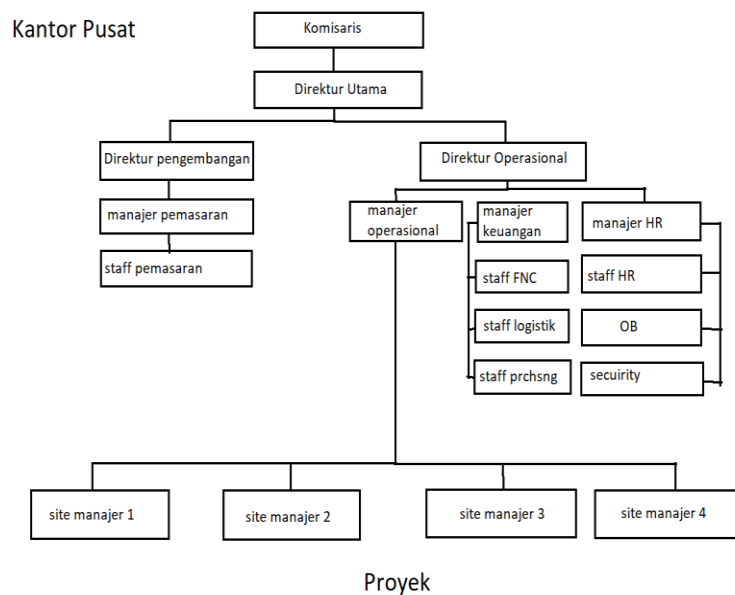 Kantor Pusat
Komisaris
Direktur Utama
Direktur pengembangan
Direktur Operasional
manajer pemasaran
manajer
operasional
manajer
keuangan
manajer HR
staff pemasaran
staff FNC
staff HR
staff logistik
OB
staff prchsng
secuirity
site manajer 1
site manajer 2
site manajer 3
site manajer 4
Proyek